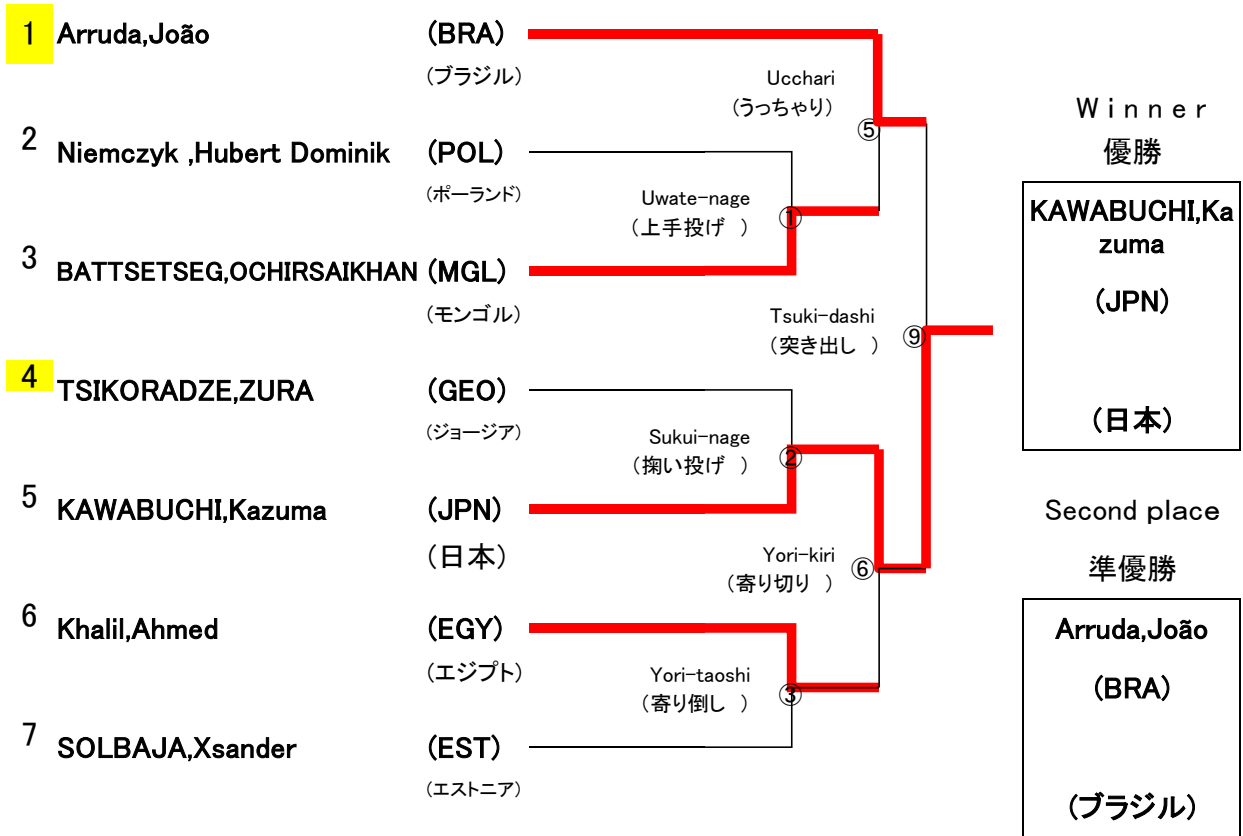 1 Arruda,João (BRA)
(ブラジル)
Ucchari
(うっちゃり)
⑤
2 Niemczyk ,Hubert Dominik (POL)
(ポーランド)
Uwate-nage
(上手投げ )
①
3 BATTSETSEG,OCHIRSAIKHAN (MGL)
(モンゴル)
Tsuki-dashi
(突き出し )
⑨
4 TSIKORADZE,ZURA (GEO)
(ジョージア)
Sukui-nage
(掬い投げ )
②
5 KAWABUCHI,Kazuma (JPN)
(日本)
Yori-kiri
(寄り切り )
⑥
6 Khalil,Ahmed (EGY)
(エジプト)
Yori-taoshi
(寄り倒し )
③
7 SOLBAJA,Xsander (EST)
(エストニア)
Winner
優勝
KAWABUCHI,Ka
zuma
(JPN)
(日本)
Second place
準優勝
Arruda,João
(BRA)
(ブラジル)